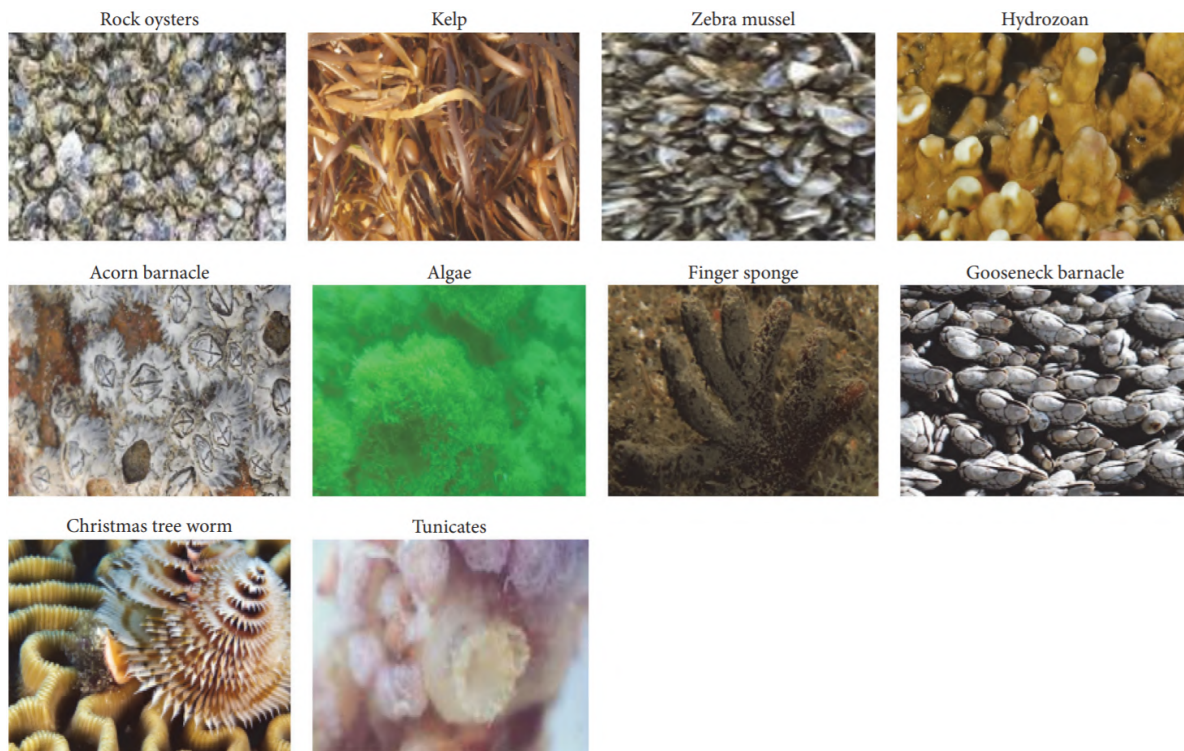 Rock oysters
Kelp
Zebra mussel
Hydrozoan
Acorn barnacle
Algae
Finger sponge
Gooseneck barnacle
Christmas tree worm
Tunicates